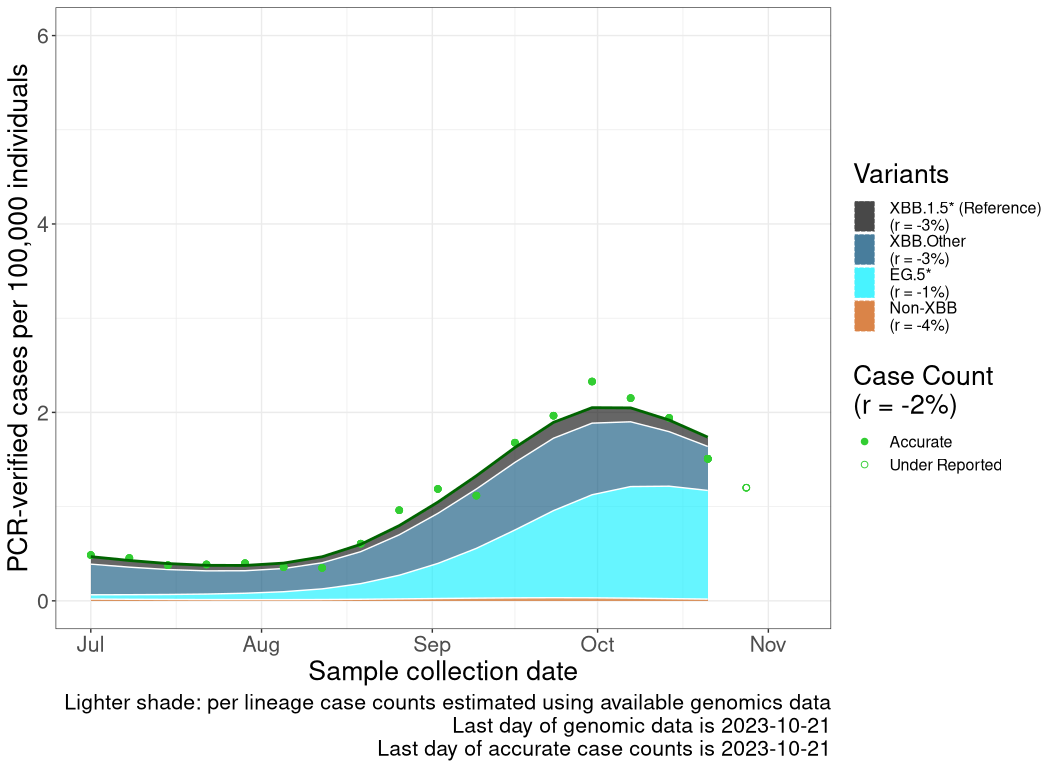 PCR-verified cases per 100,000 individuals
6
4
2
0
Jul
Aug
Sep
Oct
Nov
Sample collection date
Lighter shade: per lineage case counts estimated using available genomics data
Last day of genomic data is 2023-10-21
Last day of accurate case counts is 2023-10-21
Variants
XBB.1.5* (Reference)
(r = -3%)
XBB.Other
(r = -3%)
EG.5*
(r = -1%)
Non-XBB
(r = -4%)
Case Count
(r = -2%)
Accurate
Under Reported